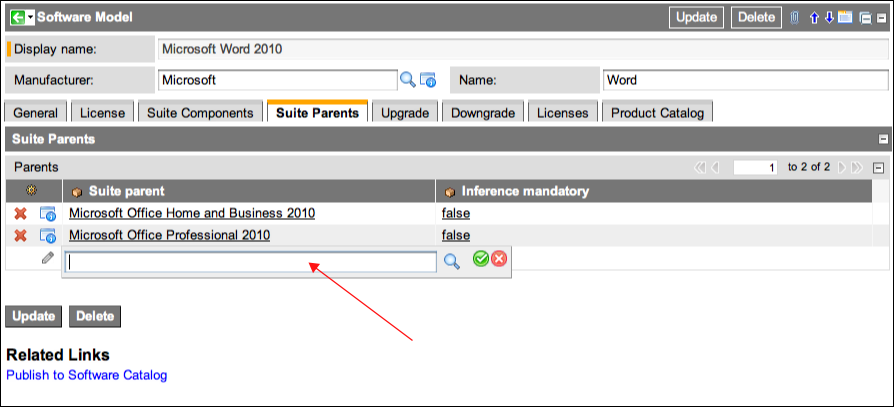 Software Model Update Delete
Display name: Microsoft Word 2010
Manufacturer: Microsoft Name: Word
General License Suite Components Suite Parents Upgrade Downgrade Licenses Product Catalog
Suite Parents
Parents 1 to 2 of 2
Suite parent Inference mandatory
Microsoft Office Home and Business 2010 false
Microsoft Office Professional 2010 false
Update Delete
Related Links
Publish to Software Catalog